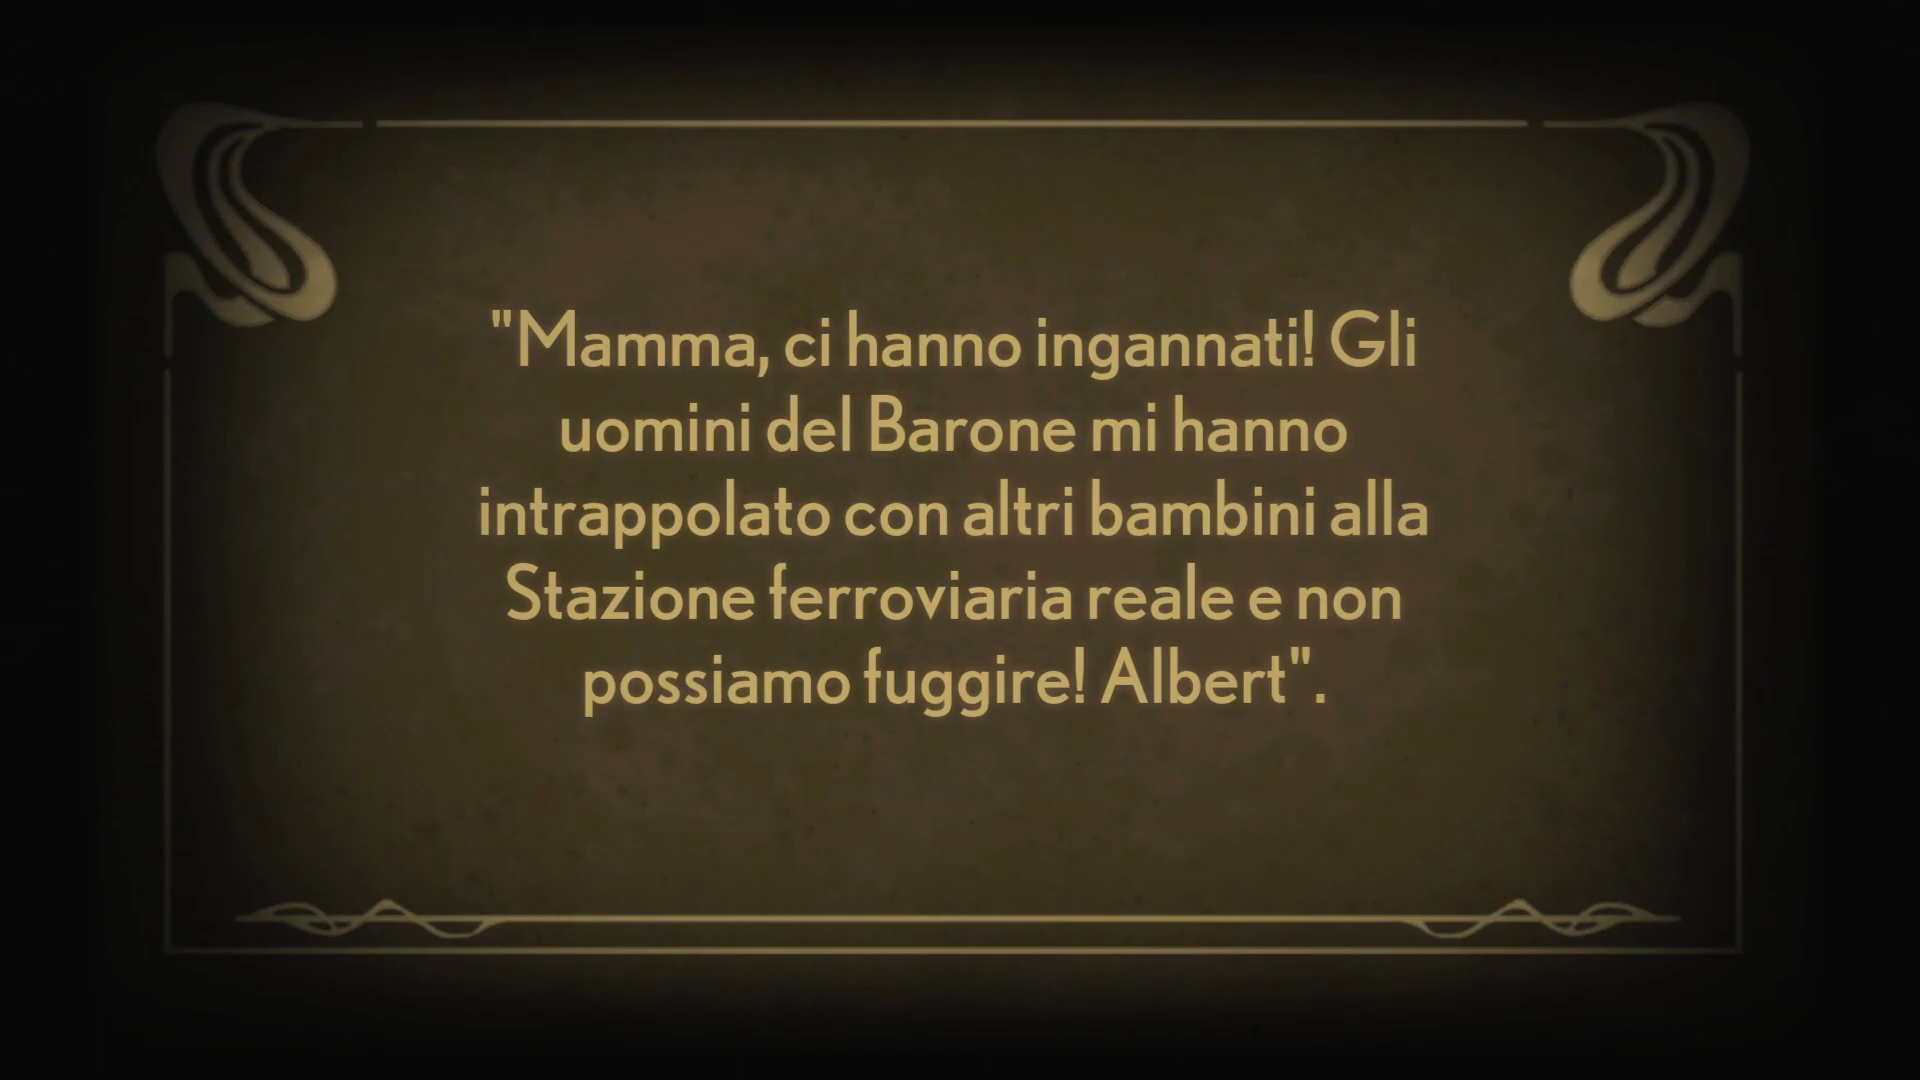 "Mamma, ci hanno ingannati! Gli
uomini del Barone mi hanno
intrappolato con altri bambini alla
Stazione ferroviaria reale e non
possiamo fuggire! Albert".